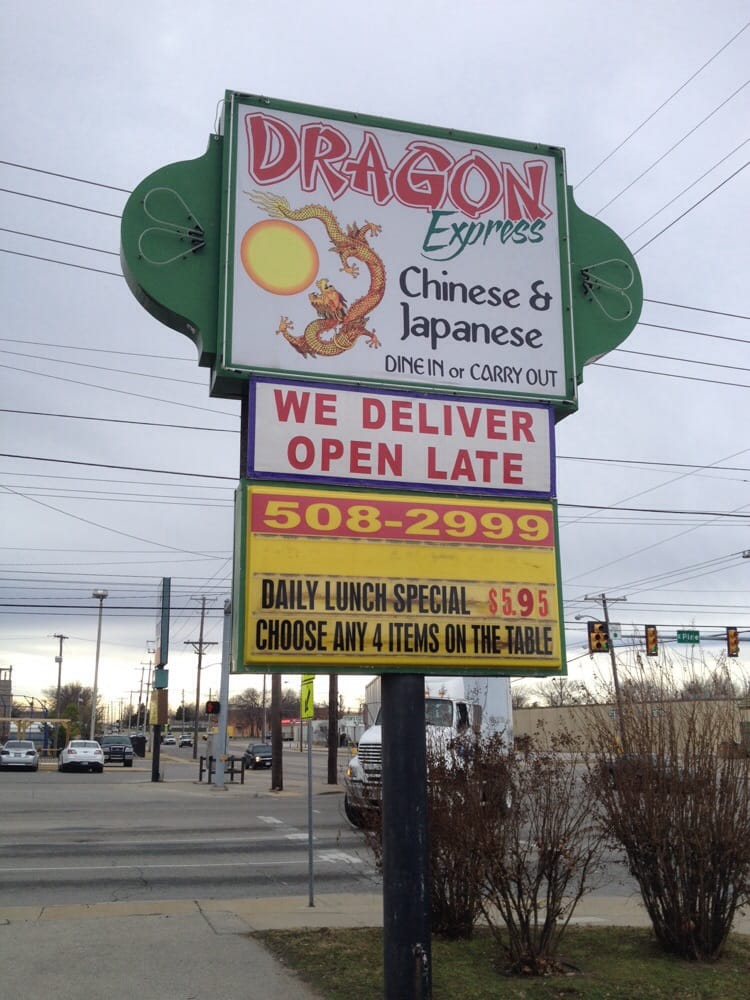 DRAGON
Express
Chinese &
Japanese
DINE IN or CARRY OUT
WE DELIVER
OPEN LATE
508-2999
DAILY LUNCH SPECIAL $5.95
CHOOSE ANY 4 ITEMS ON THE TABLE
Pine